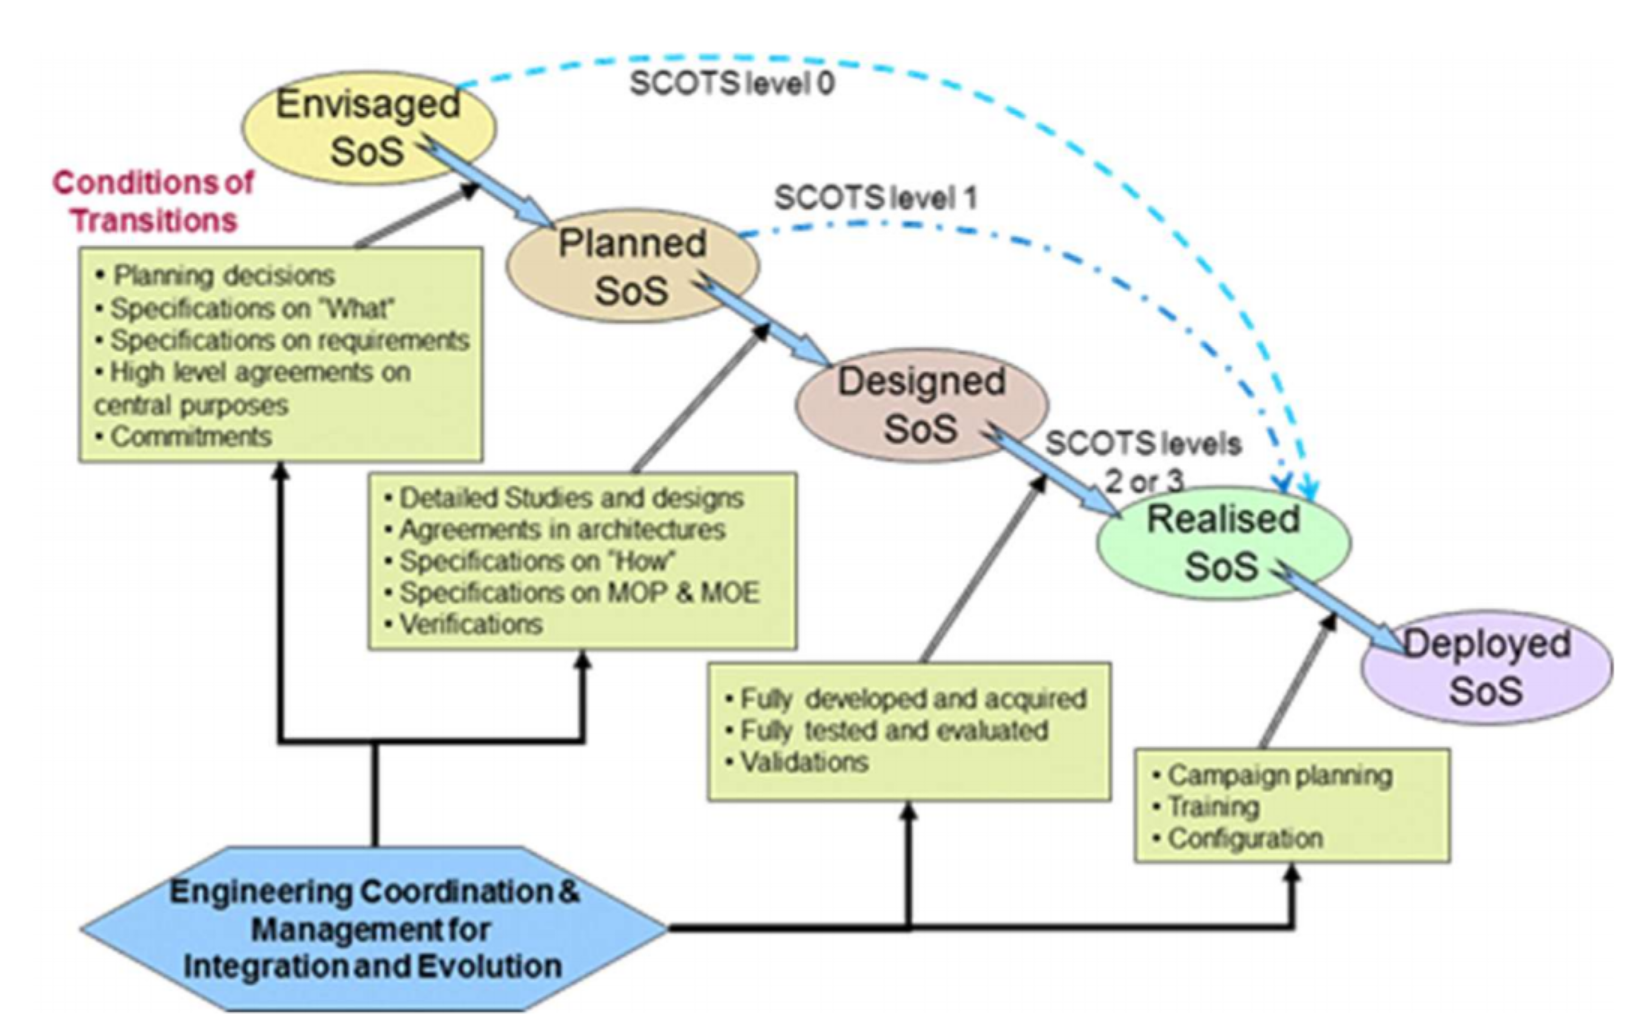 Envisaged
SoS
SCOTS level 0
Conditions of
Transitions
SCOTS level 1
Planned
SoS
• Planning decisions
• Specifications on "What"
• Specifications on requirements
• High level agreements on
central purposes
• Commitments
Designed
SoS
SCOTS levels
2 or 3
• Detailed Studies and designs
• Agreements in architectures
• Specifications on "How"
• Specifications on MOP & MOE
• Verifications
Realised
SoS
Deployed
SoS
• Fully developed and acquired
• Fully tested and evaluated
• Validations
• Campaign planning
• Training
• Configuration
Engineering Coordination &
Management for
Integration and Evolution